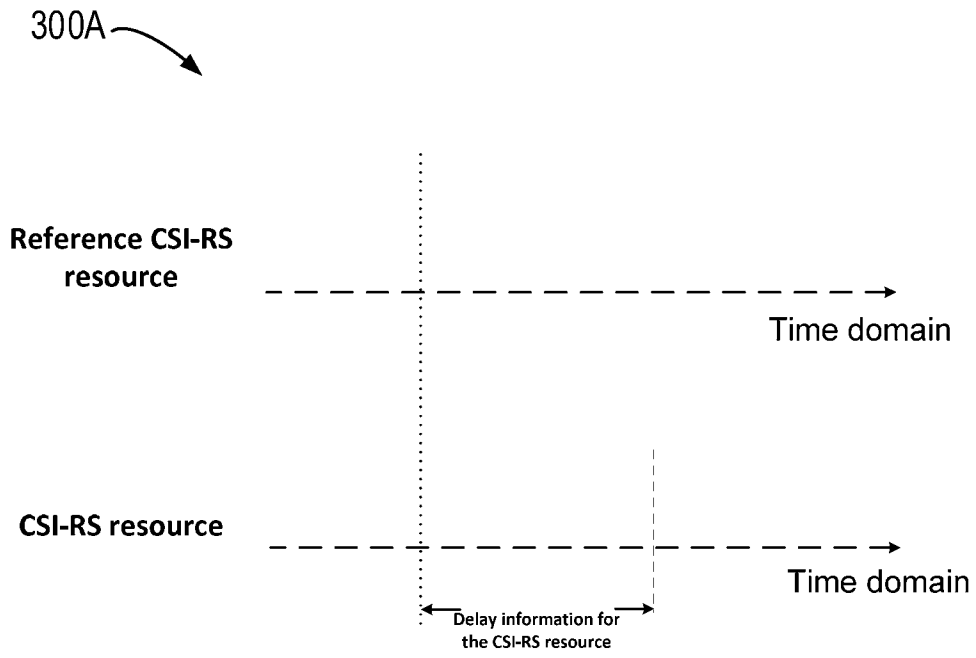 300A
Reference CSI-RS
resource
Time domain
CSI-RS resource
Time domain
Delay information for
the CSI-RS resource